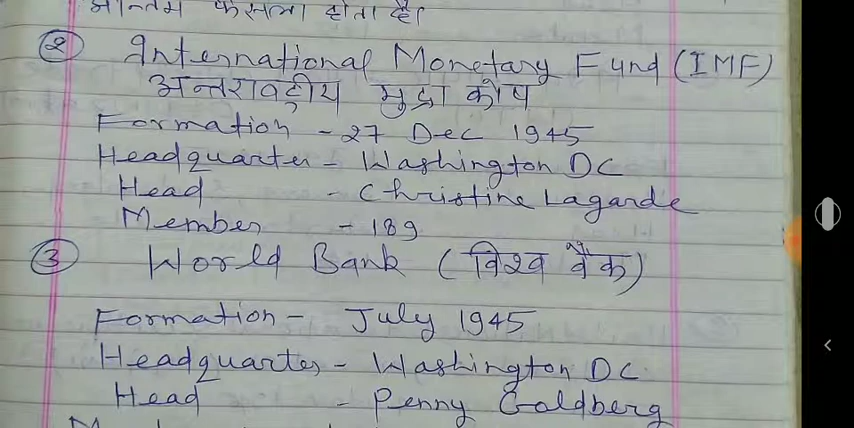 अन्तिम फैसला होता है।
② International Monetary Fund (IMF)
अन्तरराष्ट्रीय मुद्रा कोष
Formation - 27 Dec 1945
Headquarter - Washington DC
Head - Christine Lagarde
Member - 189
③ World Bank (विश्व बैंक)
Formation - July 1945
Headquarter - Washington DC
Head - Penny Goldberg